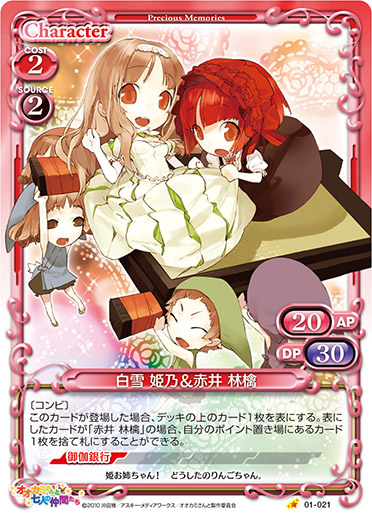 Precious Memories
Character
COST
2
SOURCE
2
20 AP
DP 30
白雪 姫乃&赤井 林檎
〔コンビ〕
このカードが登場した場合、デッキの上のカード1枚を表にする。表に
したカードが「赤井 林檎」の場合、自分のポイント置き場にあるカード
1枚を捨て札にすることができる。
御伽銀行
姫お姉ちゃん! どうしたのりんごちゃん。
オオカミさんと七人の仲間たち
©2010 沖田雅/アスキー・メディアワークス/オオカミさんと製作委員会
01-021